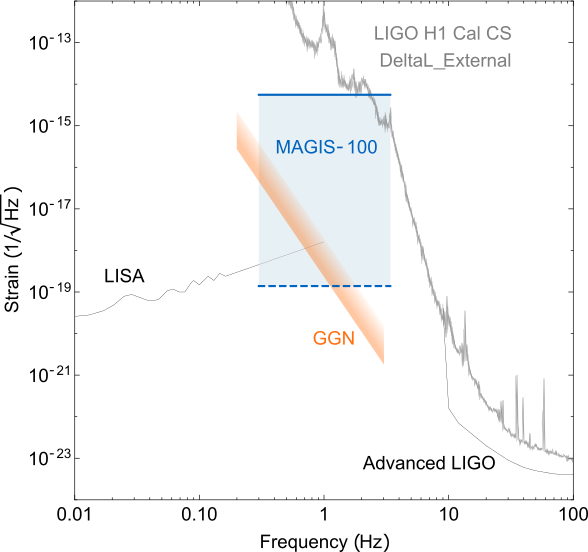 LIGO H1 Cal CS
DeltaL_External
10^-13
10^-15
MAGIS-100
10^-17
LISA
10^-19
GGN
10^-21
10^-23
Advanced LIGO
Strain (1/√Hz)
0.01 0.10 1 10 100
Frequency (Hz)